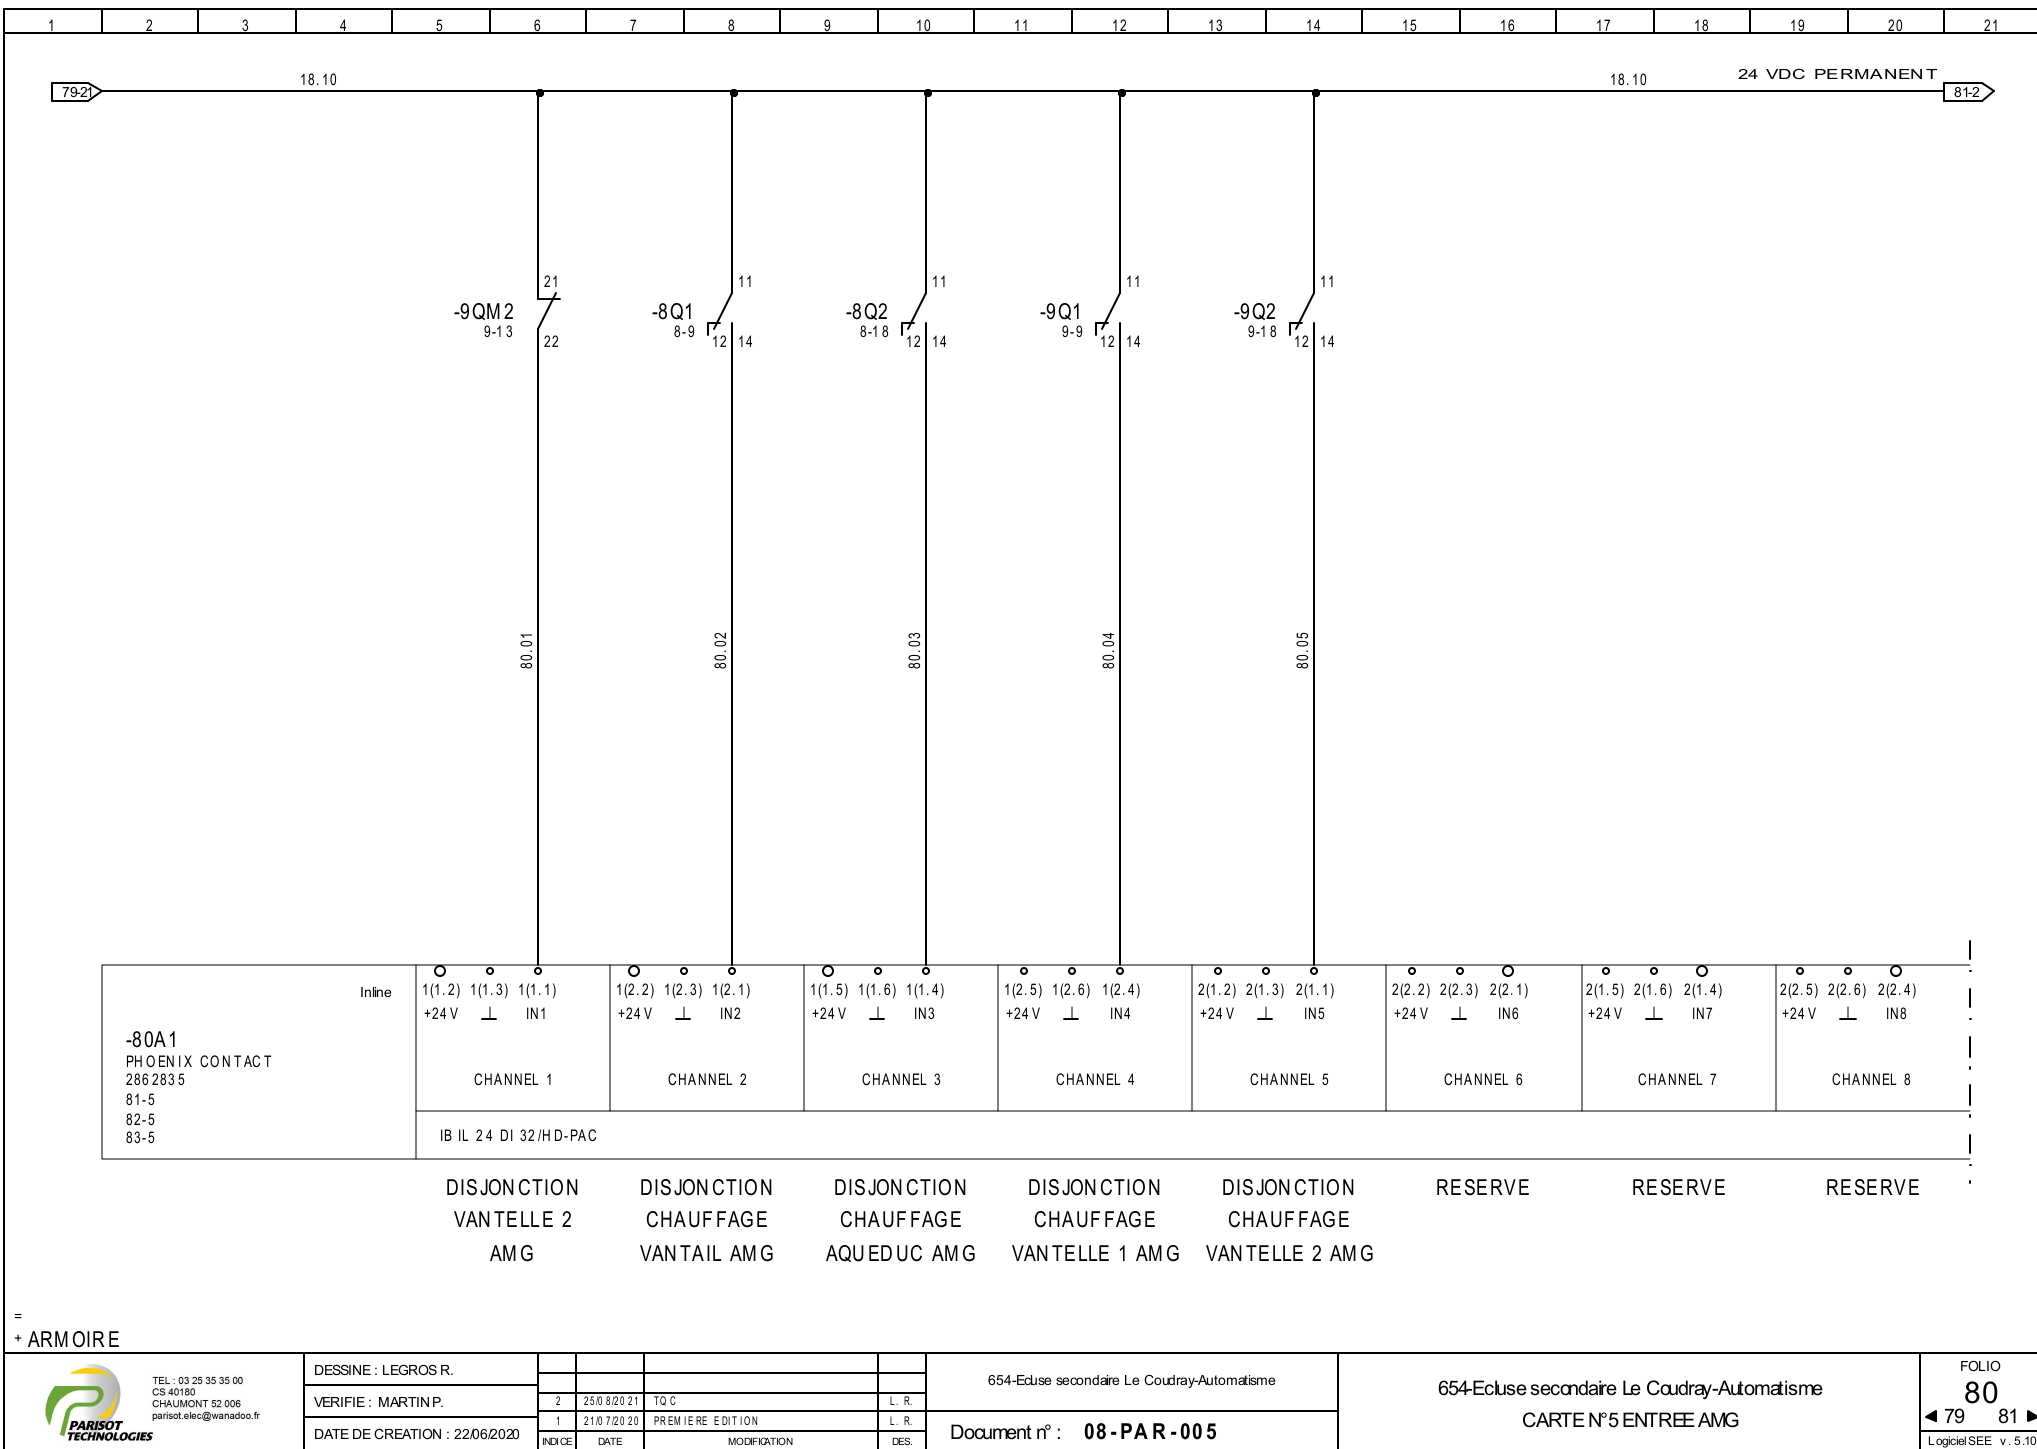 1 2 3 4 5 6 7 8 9 10 11 12 13 14 15 16 17 18 19 20 21
18.10 18.10 24 VDC PERMANENT
79-21 81-2
21 11 11 11 11
-9QM2 -8Q1 -8Q2 -9Q1 -9Q2
9-13 8-9 8-18 9-9 9-18
22 12 14 12 14 12 14 12 14
80.01 80.02 80.03 80.04 80.05
Inline 1(1.2) 1(1.3) 1(1.1) 1(2.2) 1(2.3) 1(2.1) 1(1.5) 1(1.6) 1(1.4) 1(2.5) 1(2.6) 1(2.4) 2(1.2) 2(1.3) 2(1.1) 2(2.2) 2(2.3) 2(2.1) 2(1.5) 2(1.6) 2(1.4) 2(2.5) 2(2.6) 2(2.4)
+24V IN1 +24V IN2 +24V IN3 +24V IN4 +24V IN5 +24V IN6 +24V IN7 +24V IN8
-80A1
PHOENIX CONTACT
2862835
81-5
82-5
83-5
CHANNEL 1 CHANNEL 2 CHANNEL 3 CHANNEL 4 CHANNEL 5 CHANNEL 6 CHANNEL 7 CHANNEL 8
IB IL 24 DI 32/HD-PAC
DISJONCTION
VANTELLE 2
AMG
DISJONCTION
CHAUFFAGE
VANTAIL AMG
DISJONCTION
CHAUFFAGE
AQUEDUC AMG
DISJONCTION
CHAUFFAGE
VANTELLE 1 AMG
DISJONCTION
CHAUFFAGE
VANTELLE 2 AMG
RESERVE
RESERVE
RESERVE
=
+ ARMOIRE
PARISOT
TECHNOLOGIES
TEL : 03 25 35 35 00
CS 40180
CHAUMONT 52 006
parisot.elec@wanadoo.fr
DESSINE : LEGROS R.
VERIFIE : MARTIN P.
DATE DE CREATION : 22/06/2020
2 25/08/2021 TQC L. R.
1 21/07/2020 PREMIERE EDITION L. R.
INDICE DATE MODIFICATION DES.
654-Ecluse secondaire Le Coudray-Automatisme
Document n° : 08-PAR-005
654-Ecluse secondaire Le Coudray-Automatisme
CARTE N°5 ENTREE AMG
FOLIO
80
79 81
Logiciel SEE v. 5.10